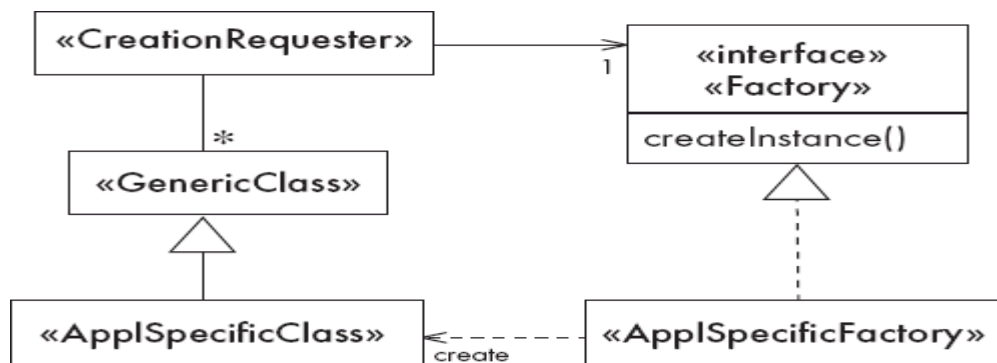 «CreationRequester»
1
«interface»
«Factory»
createInstance()
*
«GenericClass»
«ApplSpecificClass»
create
«ApplSpecificFactory»